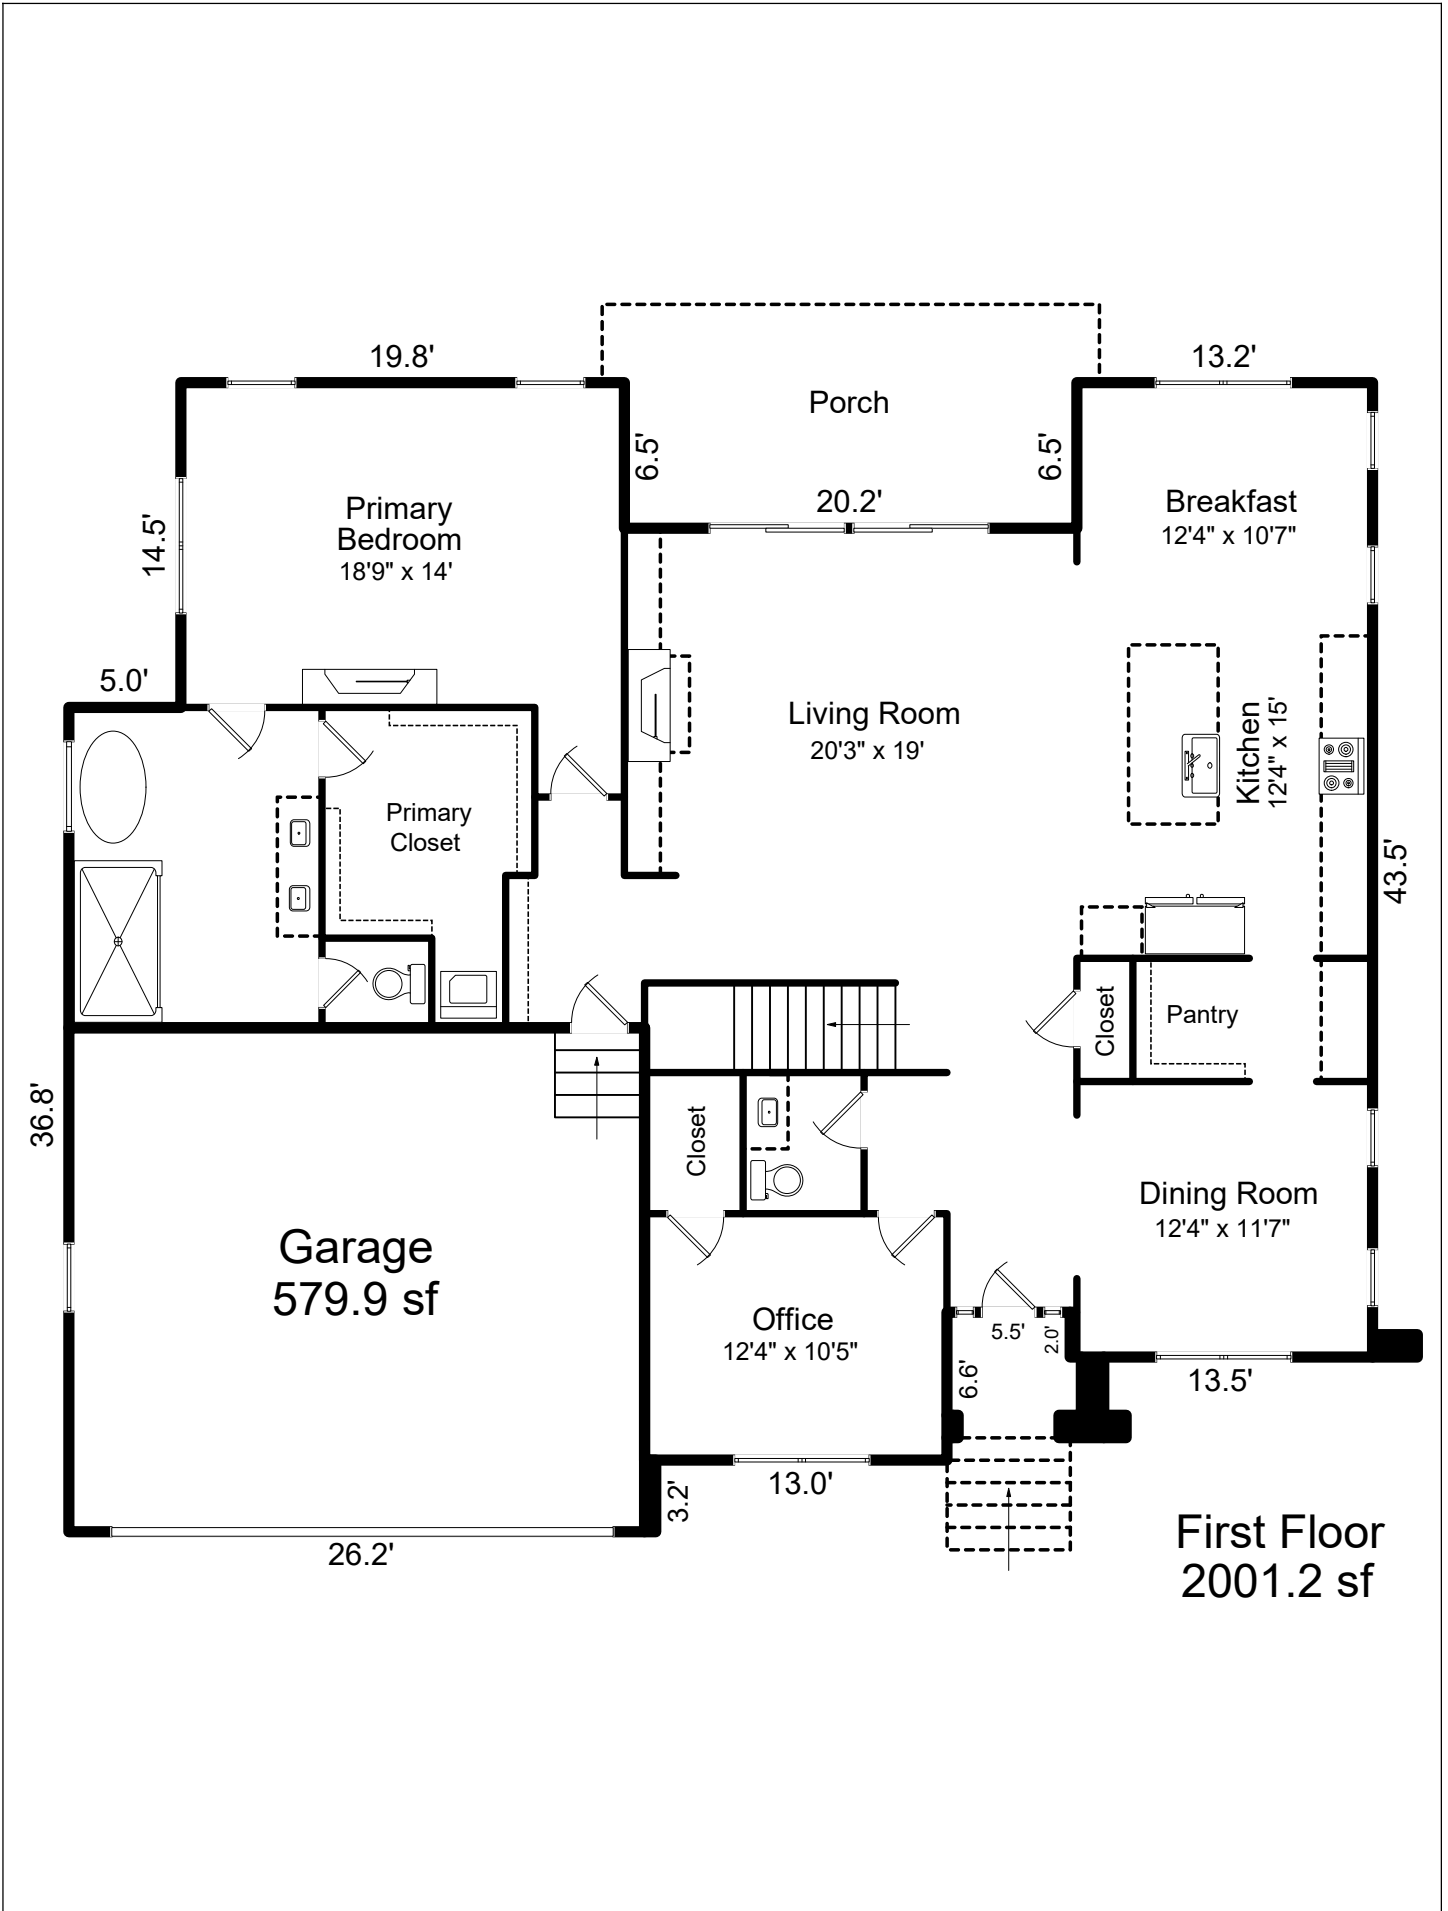 19.8'
13.2'
Porch
6.5'
6.5'
20.2'
Primary
Bedroom
18'9" x 14'
14.5'
Breakfast
12'4" x 10'7"
5.0'
Living Room
20'3" x 19'
Kitchen
12'4" x 15'
Primary
Closet
43.5'
Closet
Pantry
36.8'
Closet
Dining Room
12'4" x 11'7"
Garage
579.9 sf
Office
12'4" x 10'5"
5.5'
2.0'
6.6'
13.5'
13.0'
3.2'
26.2'
First Floor
2001.2 sf